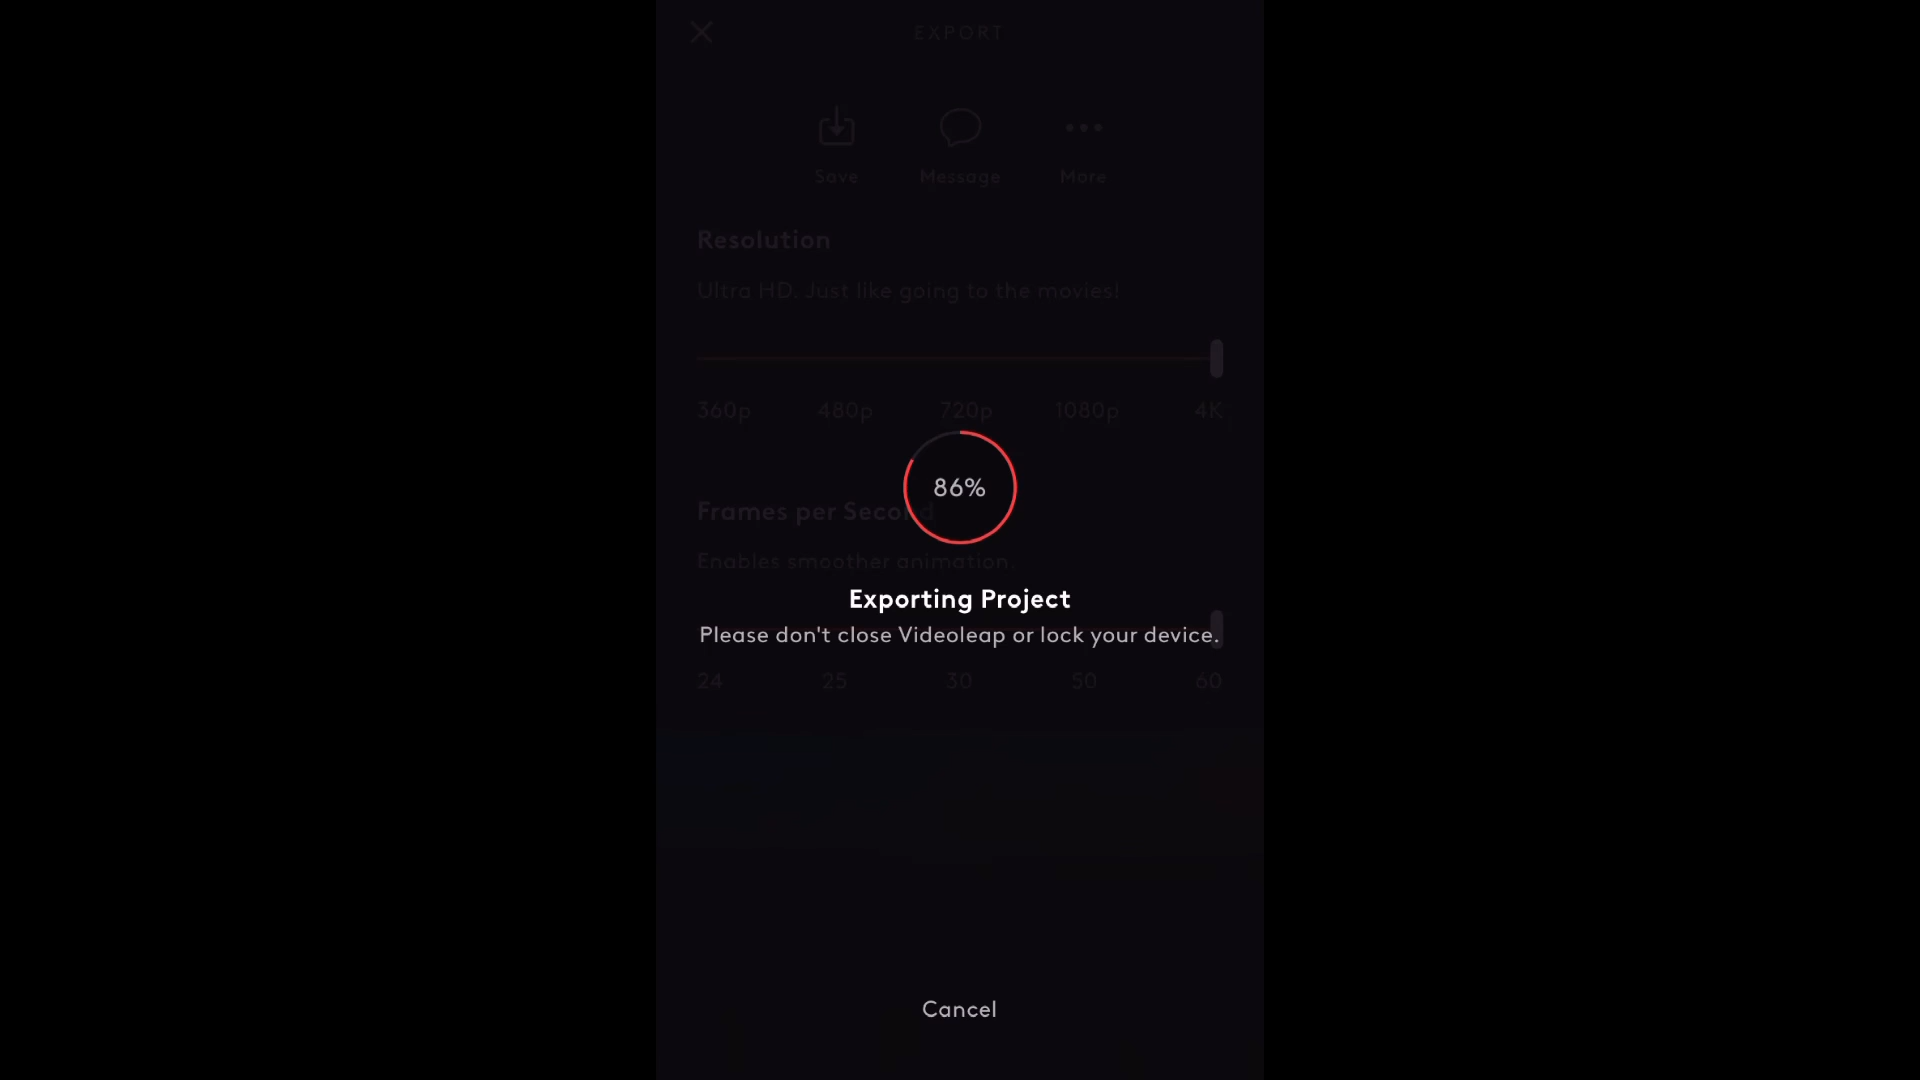 EXPORT
Save Message More
Resolution
Ultra HD. Just like going to the movies!
360p 480p 720p 1080p 4K
86%
Frames per Second
Enables smoother animation.
Exporting Project
Please don't close Videoleap or lock your device.
24 25 30 50 60
Cancel